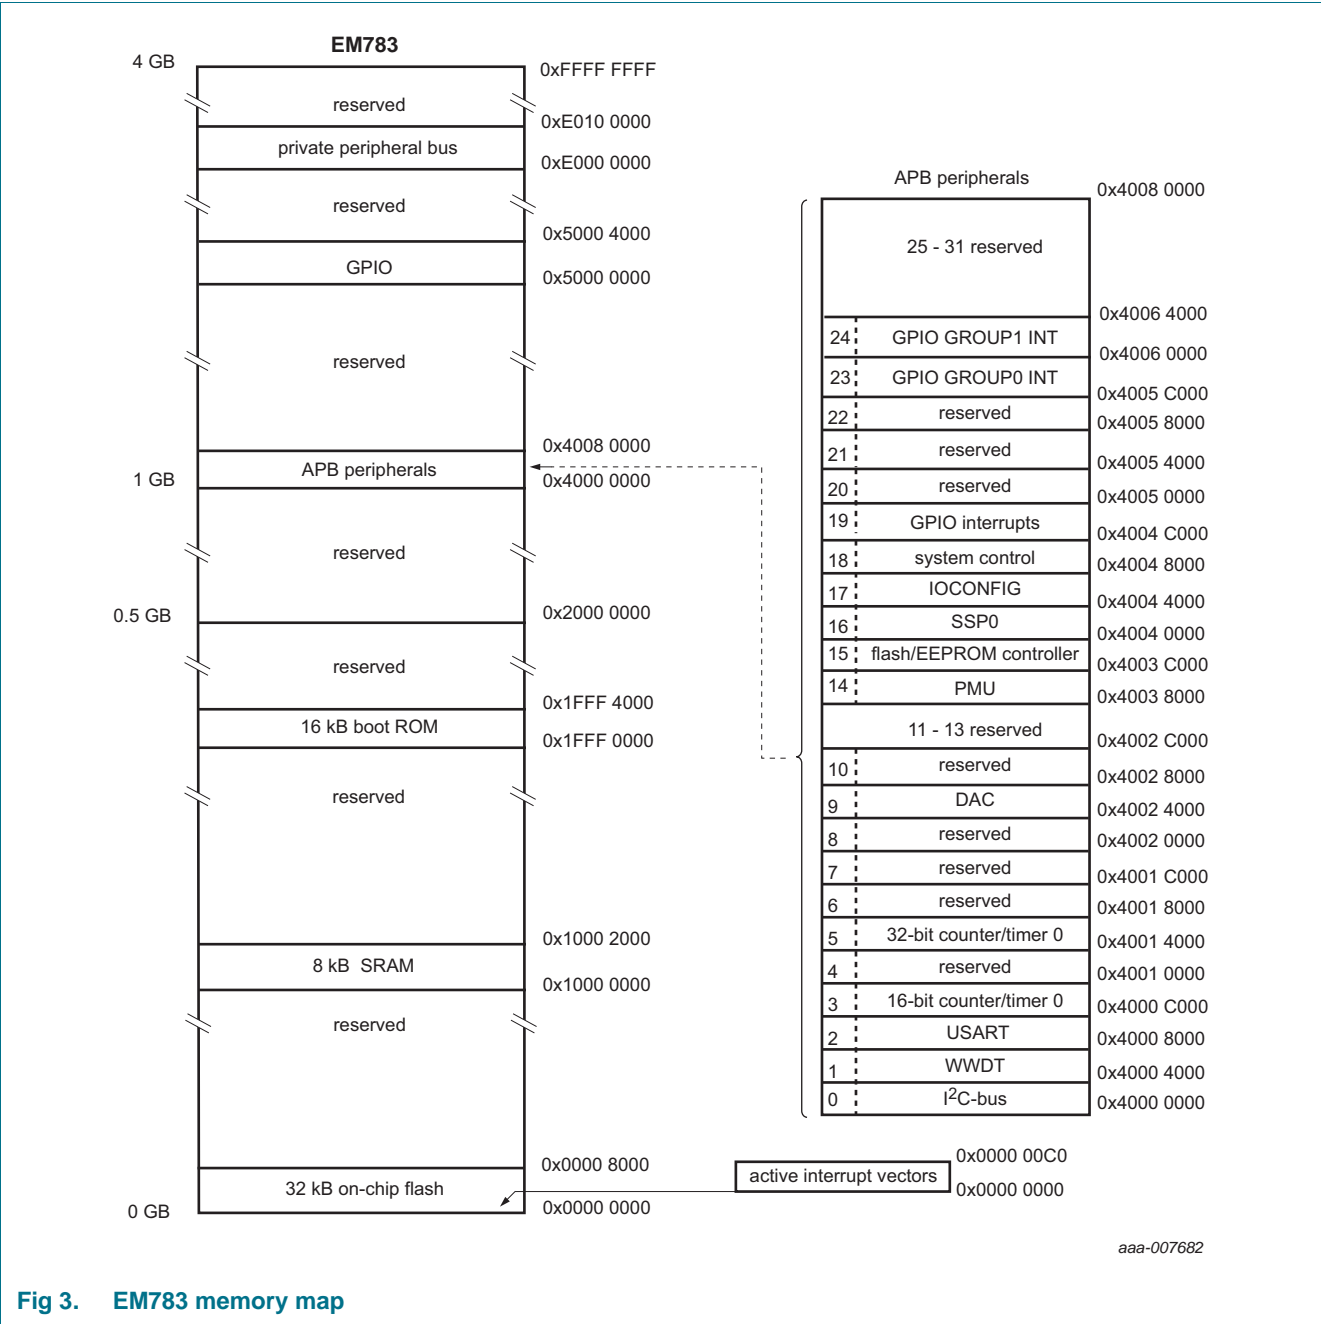 EM783
4 GB
0xFFFF FFFF
reserved
0xE010 0000
private peripheral bus
0xE000 0000
reserved
0x5000 4000
GPIO
0x5000 0000
reserved
0x4008 0000
APB peripherals
1 GB
0x4000 0000
reserved
0.5 GB
0x2000 0000
reserved
0x1FFF 4000
16 kB boot ROM
0x1FFF 0000
reserved
0x1000 2000
8 kB SRAM
0x1000 0000
reserved
0x0000 8000
32 kB on-chip flash
0 GB
0x0000 0000
APB peripherals
0x4008 0000
25 - 31 reserved
0x4006 4000
24 GPIO GROUP1 INT
0x4006 0000
23 GPIO GROUP0 INT
0x4005 C000
22 reserved
0x4005 8000
21 reserved
0x4005 4000
20 reserved
0x4005 0000
19 GPIO interrupts
0x4004 C000
18 system control
0x4004 8000
17 IOCONFIG
0x4004 4000
16 SSP0
0x4004 0000
15 flash/EEPROM controller
0x4003 C000
14 PMU
0x4003 8000
11 - 13 reserved
0x4002 C000
10 reserved
0x4002 8000
9 DAC
0x4002 4000
8 reserved
0x4002 0000
7 reserved
0x4001 C000
6 reserved
0x4001 8000
5 32-bit counter/timer 0
0x4001 4000
4 reserved
0x4001 0000
3 16-bit counter/timer 0
0x4000 C000
2 USART
0x4000 8000
1 WWDT
0x4000 4000
0 I2C-bus
0x4000 0000
0x0000 00C0
active interrupt vectors
0x0000 0000
aaa-007682
Fig 3. EM783 memory map